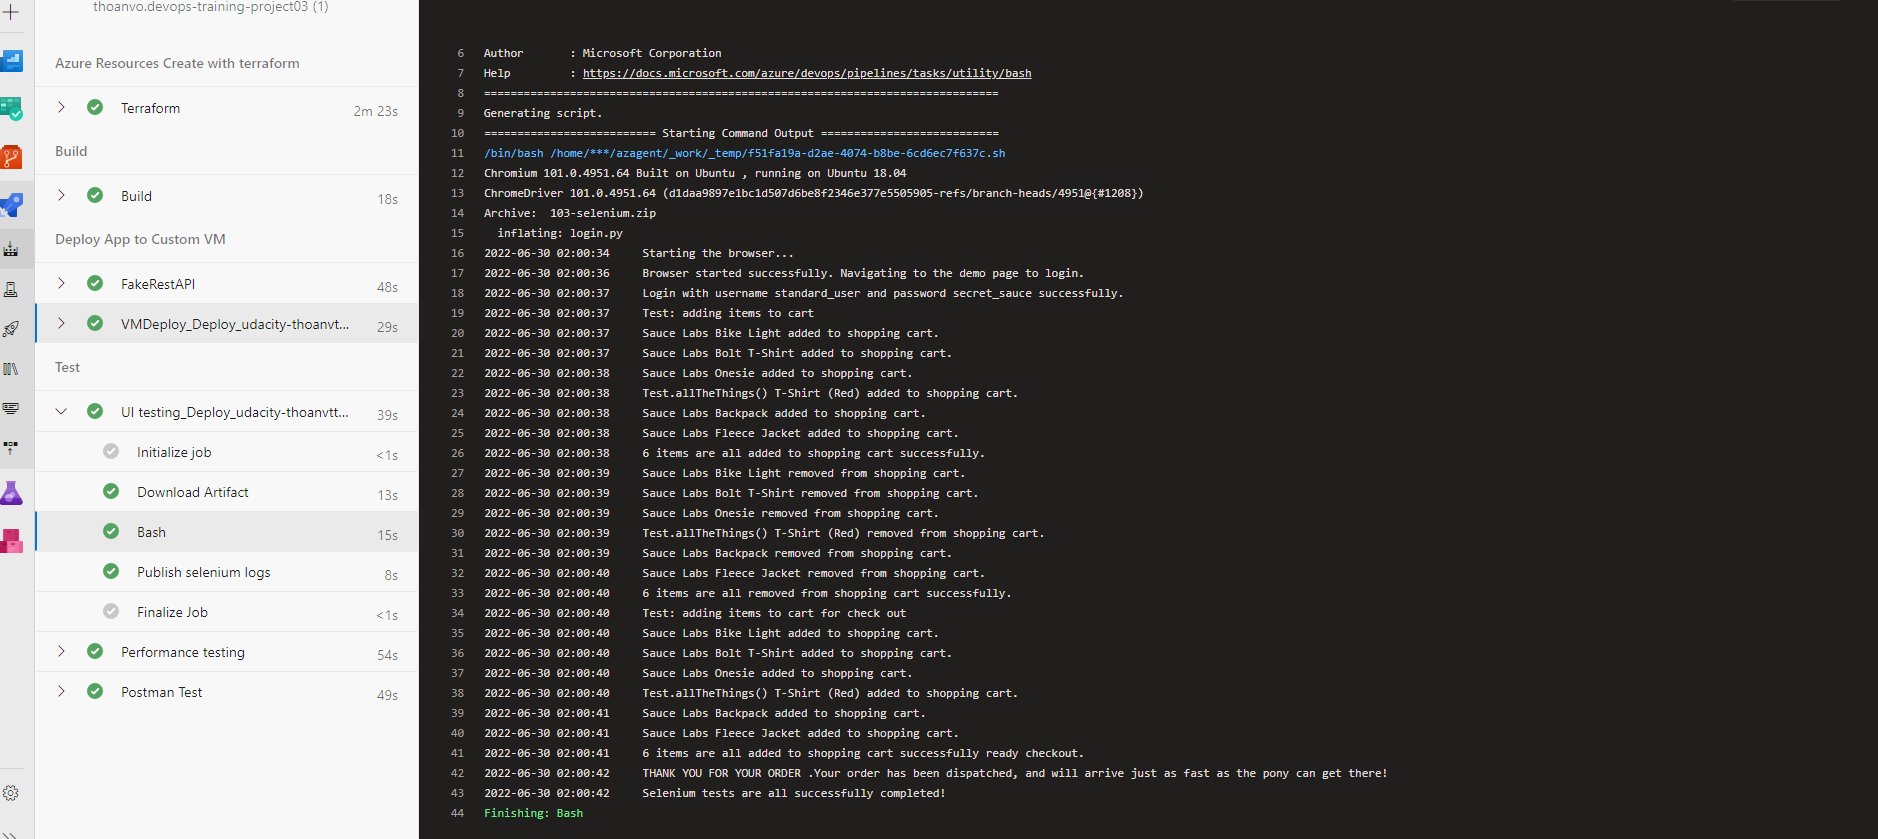 thoanvo.devops-training-project03 (1)
Azure Resources Create with terraform
Terraform 2m 23s
Build
Build 18s
Deploy App to Custom VM
FakeRestAPI 48s
VMDeploy_Deploy_udacity-thoanvt... 29s
Test
UI testing_Deploy_udacity-thoanvtt... 39s
Initialize job <1s
Download Artifact 13s
Bash 15s
Publish selenium logs 8s
Finalize Job <1s
Performance testing 54s
Postman Test 49s
6 Author : Microsoft Corporation
7 Help : https://docs.microsoft.com/azure/devops/pipelines/tasks/utility/bash
8 ==============================================================================
9 Generating script.
10 ========================== Starting Command Output ===========================
11 /bin/bash /home/***/azagent/_work/_temp/f51fa19a-d2ae-4074-b8be-6cd6ec7f637c.sh
12 Chromium 101.0.4951.64 Built on Ubuntu , running on Ubuntu 18.04
13 ChromeDriver 101.0.4951.64 (d1daa9897e1bc1d507d6be8f2346e377e5505905-refs/branch-heads/4951@{#1208})
14 Archive:  103-selenium.zip
15 inflating: login.py
16 2022-06-30 02:00:34 Starting the browser...
17 2022-06-30 02:00:36 Browser started successfully. Navigating to the demo page to login.
18 2022-06-30 02:00:37 Login with username standard_user and password secret_sauce successfully.
19 2022-06-30 02:00:37 Test: adding items to cart
20 2022-06-30 02:00:37 Sauce Labs Bike Light added to shopping cart.
21 2022-06-30 02:00:37 Sauce Labs Bolt T-Shirt added to shopping cart.
22 2022-06-30 02:00:38 Sauce Labs Onesie added to shopping cart.
23 2022-06-30 02:00:38 Test.allTheThings() T-Shirt (Red) added to shopping cart.
24 2022-06-30 02:00:38 Sauce Labs Backpack added to shopping cart.
25 2022-06-30 02:00:38 Sauce Labs Fleece Jacket added to shopping cart.
26 2022-06-30 02:00:38 6 items are all added to shopping cart successfully.
27 2022-06-30 02:00:39 Sauce Labs Bike Light removed from shopping cart.
28 2022-06-30 02:00:39 Sauce Labs Bolt T-Shirt removed from shopping cart.
29 2022-06-30 02:00:39 Sauce Labs Onesie removed from shopping cart.
30 2022-06-30 02:00:39 Test.allTheThings() T-Shirt (Red) removed from shopping cart.
31 2022-06-30 02:00:39 Sauce Labs Backpack removed from shopping cart.
32 2022-06-30 02:00:40 Sauce Labs Fleece Jacket removed from shopping cart.
33 2022-06-30 02:00:40 6 items are all removed from shopping cart successfully.
34 2022-06-30 02:00:40 Test: adding items to cart for check out
35 2022-06-30 02:00:40 Sauce Labs Bike Light added to shopping cart.
36 2022-06-30 02:00:40 Sauce Labs Bolt T-Shirt added to shopping cart.
37 2022-06-30 02:00:40 Sauce Labs Onesie added to shopping cart.
38 2022-06-30 02:00:40 Test.allTheThings() T-Shirt (Red) added to shopping cart.
39 2022-06-30 02:00:41 Sauce Labs Backpack added to shopping cart.
40 2022-06-30 02:00:41 Sauce Labs Fleece Jacket added to shopping cart.
41 2022-06-30 02:00:41 6 items are all added to shopping cart successfully ready checkout.
42 2022-06-30 02:00:42 THANK YOU FOR YOUR ORDER .Your order has been dispatched, and will arrive just as fast as the pony can get there!
43 2022-06-30 02:00:42 Selenium tests are all successfully completed!
44 Finishing: Bash